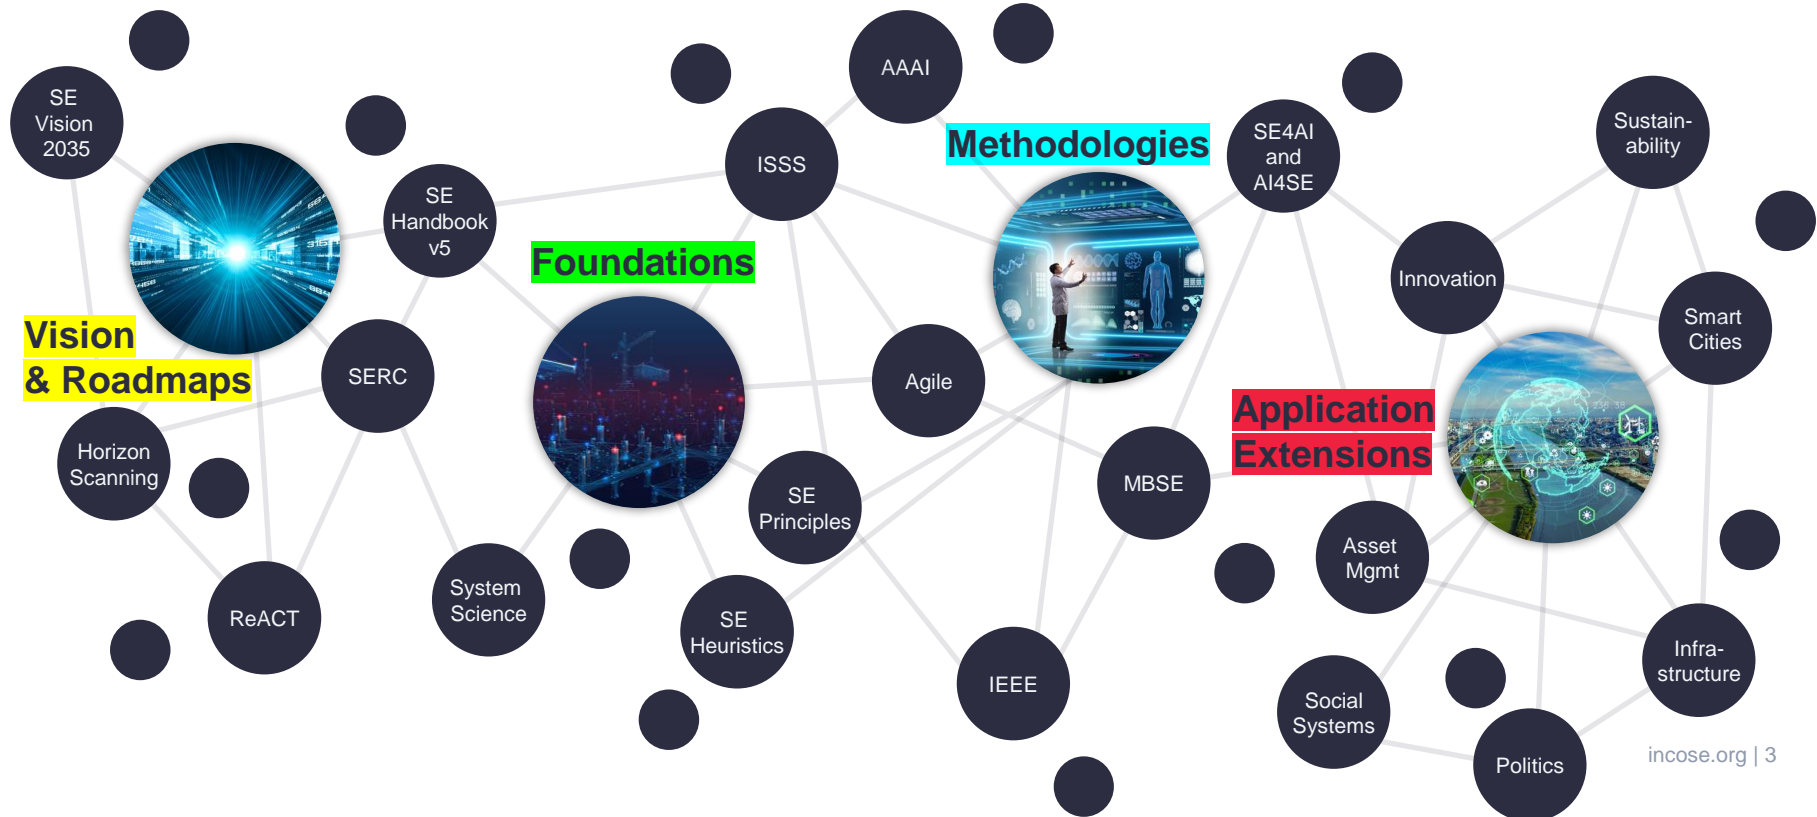 SE
Vision
2035
Vision
& Roadmaps
Horizon
Scanning
ReACT
SERC
SE
Handbook
v5
Foundations
System
Science
SE
Heuristics
SE
Principles
ISSS
AAAI
Agile
Methodologies
IEEE
MBSE
SE4AI
and
AI4SE
Application
Extensions
Innovation
Sustain-
ability
Smart
Cities
Asset
Mgmt
Social
Systems
Politics
Infra-
structure
incose.org | 3